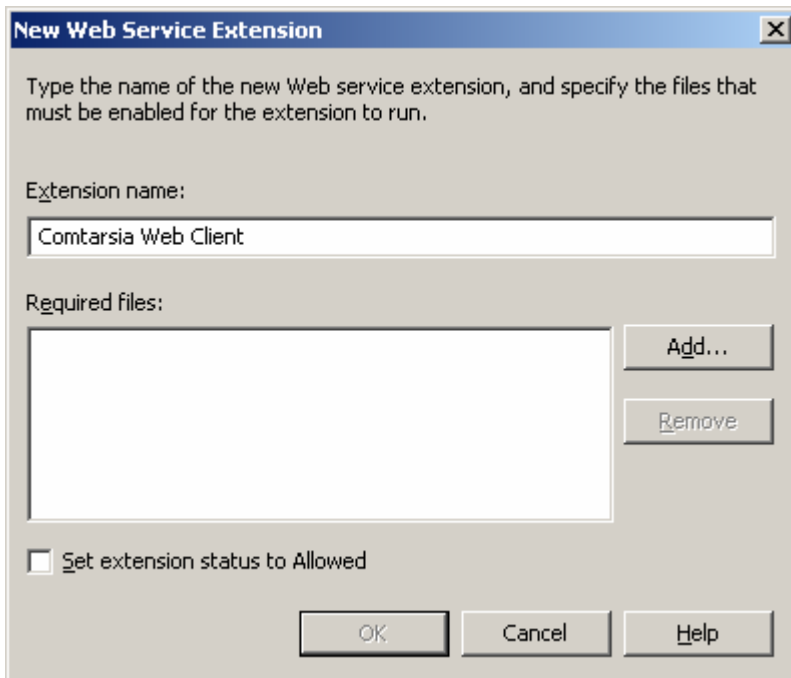 New Web Service Extension
Type the name of the new Web service extension, and specify the files that
must be enabled for the extension to run.
Extension name:
Comtarsia Web Client
Required files:
Add...
Remove
Set extension status to Allowed
OK
Cancel
Help